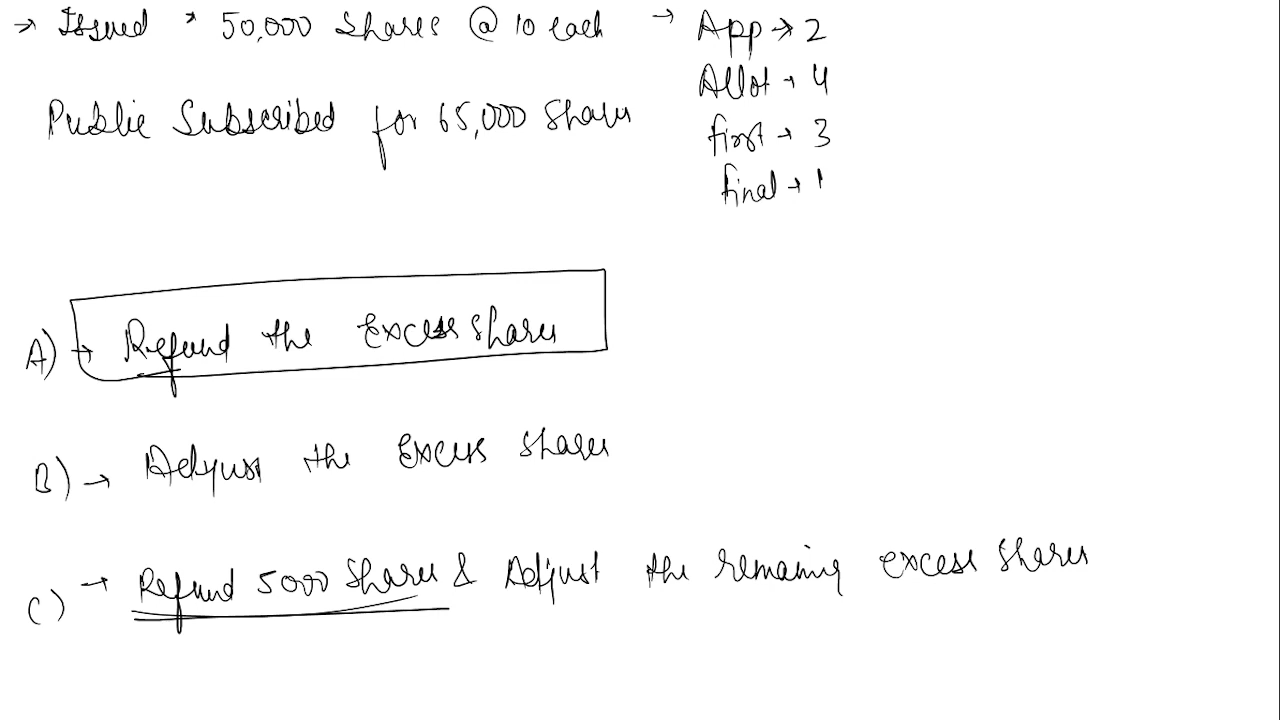 → Issued * 50,000 Shares @ 10 each → App → 2
Allot → 4
Public Subscribed for 65,000 Shares
first → 3
final → 1
A) → Refund the Excess Shares
B) → Adjust the Excess Shares
C) → Refund 5000 Shares & Adjust the remaining excess Shares